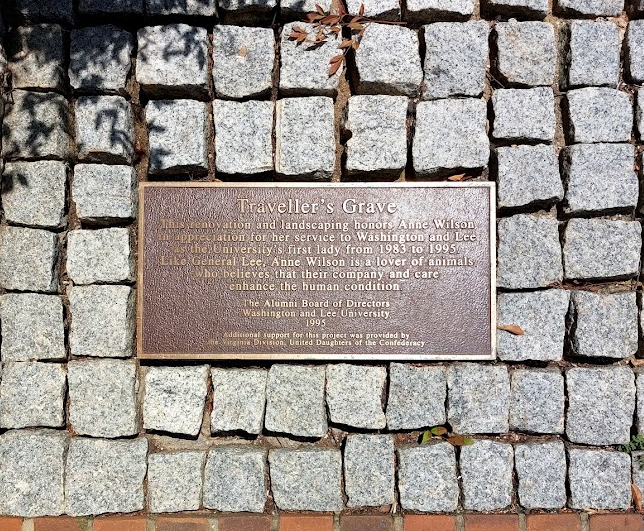 Traveller's Grave
This renovation and landscaping honors Anne Wilson
in appreciation for her service to Washington and Lee
as the University's first lady from 1983 to 1995.
Like General Lee, Anne Wilson is a lover of animals
who believes that their company and care
enhance the human condition
The Alumni Board of Directors
Washington and Lee University
1995
Additional support for this project was provided by
the Virginia Division, United Daughters of the Confederacy